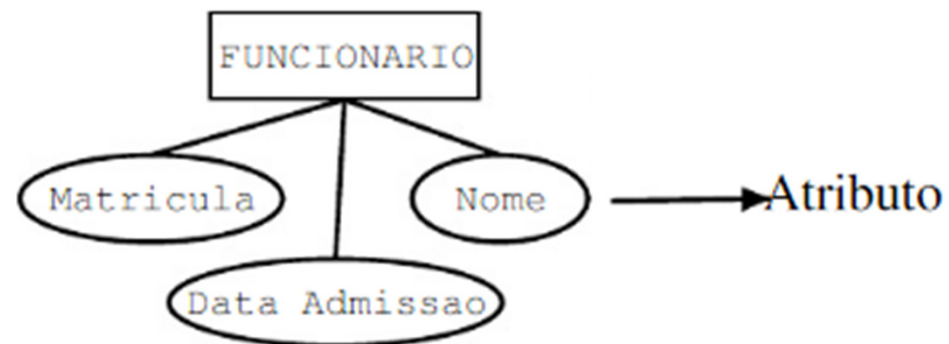 FUNCIONARIO
Matricula
Nome
Atributo
Data Admissao